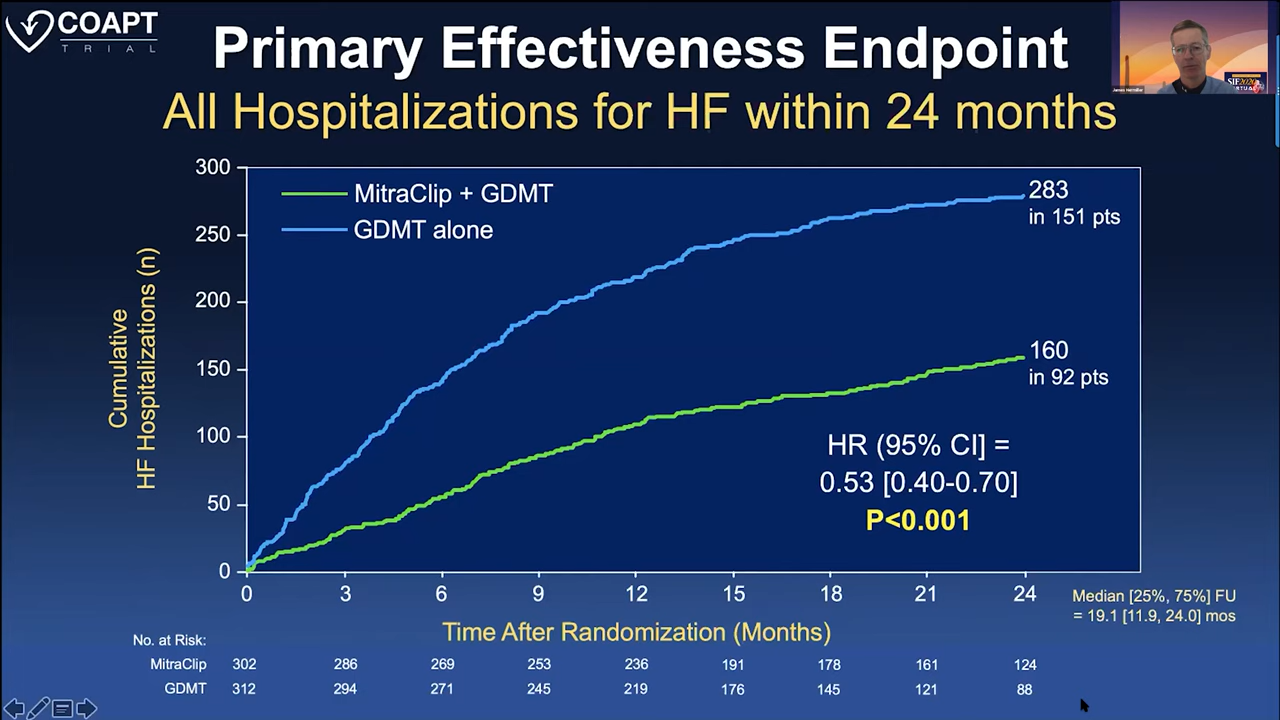 COAPT
TRIAL
Primary Effectiveness Endpoint
All Hospitalizations for HF within 24 months
MitraClip + GDMT
GDMT alone
283
in 151 pts
160
in 92 pts
HR (95% CI] =
0.53 [0.40-0.70]
P<0.001
Cumulative
HF Hospitalizations (n)
300
250
200
150
100
50
0
0 3 6 9 12 15 18 21 24
Time After Randomization (Months)
Median [25%, 75%] FU
= 19.1 [11.9, 24.0] mos
No. at Risk:
MitraClip 302 286 269 253 236 191 178 161 124
GDMT 312 294 271 245 219 176 145 121 88